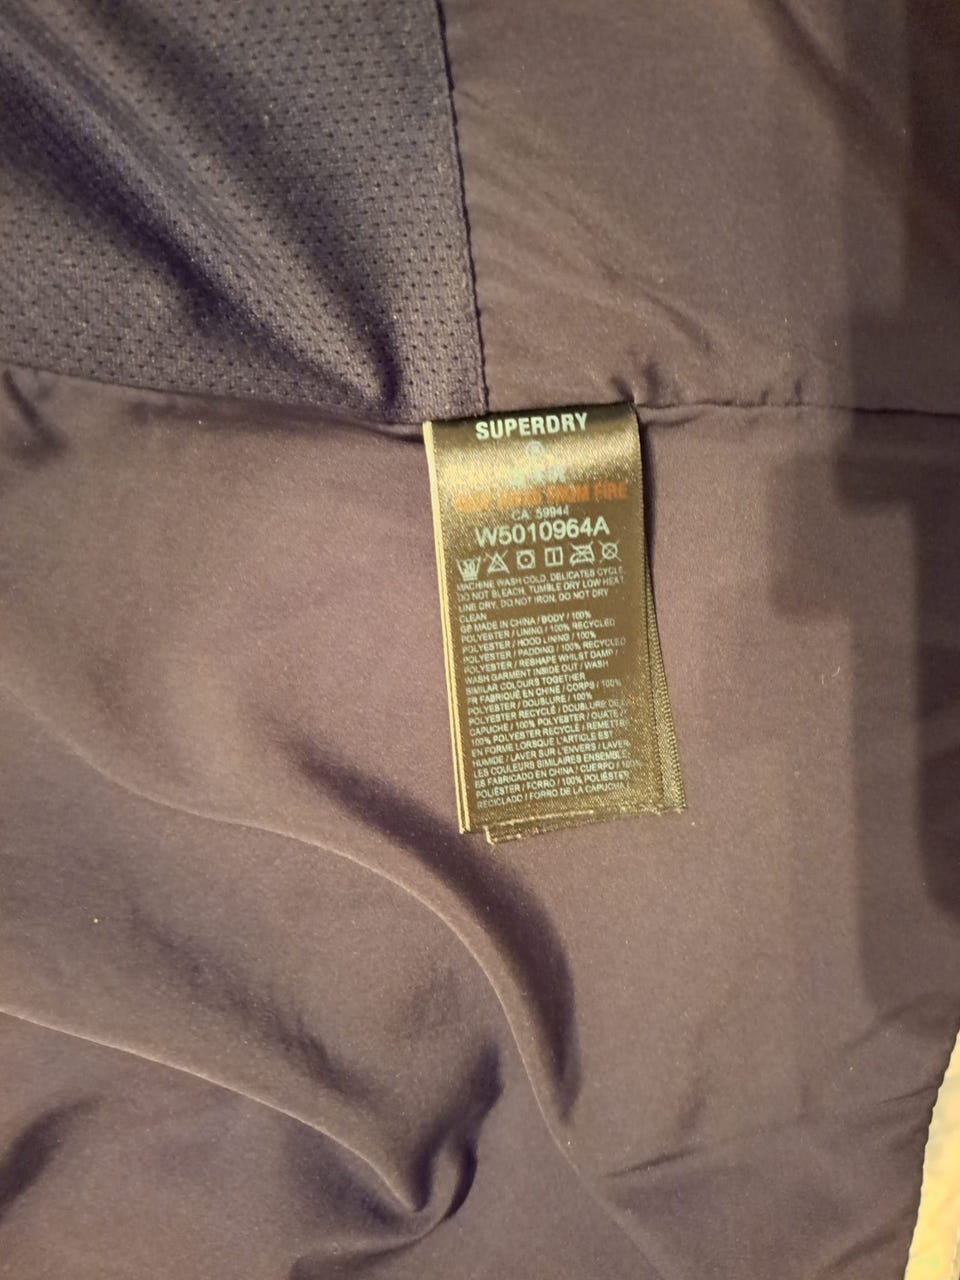 SUPERDRY
KEEP AWAY FROM FIRE
CA 59944
W5010964A
MACHINE WASH COLD, DELICATES CYCLE
DO NOT BLEACH, TUMBLE DRY LOW HEAT
LINE DRY, DO NOT IRON, DO NOT DRY
CLEAN
GB MADE IN CHINA / BODY / 100%
POLYESTER / LINING / 100% RECYCLED
POLYESTER / HOOD LINING / 100%
POLYESTER / PADDING / 100% RECYCLED
POLYESTER / RESHAPE WHILST DAMP /
WASH GARMENT INSIDE OUT / WASH
SIMILAR COLOURS TOGETHER
FR FABRIQUÉ EN CHINE / CORPS / 100%
POLYESTER / DOUBLURE / 100%
POLYESTER RECYCLÉ / DOUBLURE DE
CAPUCHE / 100% POLYESTER / OUATE /
100% POLYESTER RECYCLÉ / REMETTRE
EN FORME LORSQUE L'ARTICLE EST
HUMIDE / LAVER SUR L'ENVERS / LAVER
LES COULEURS SIMILAIRES ENSEMBLE
ES FABRICADO EN CHINA / CUERPO / 100%
POLIÉSTER / FORRO / 100% POLIÉSTER
RECICLADO / FORRO DE LA CAPUCHA /